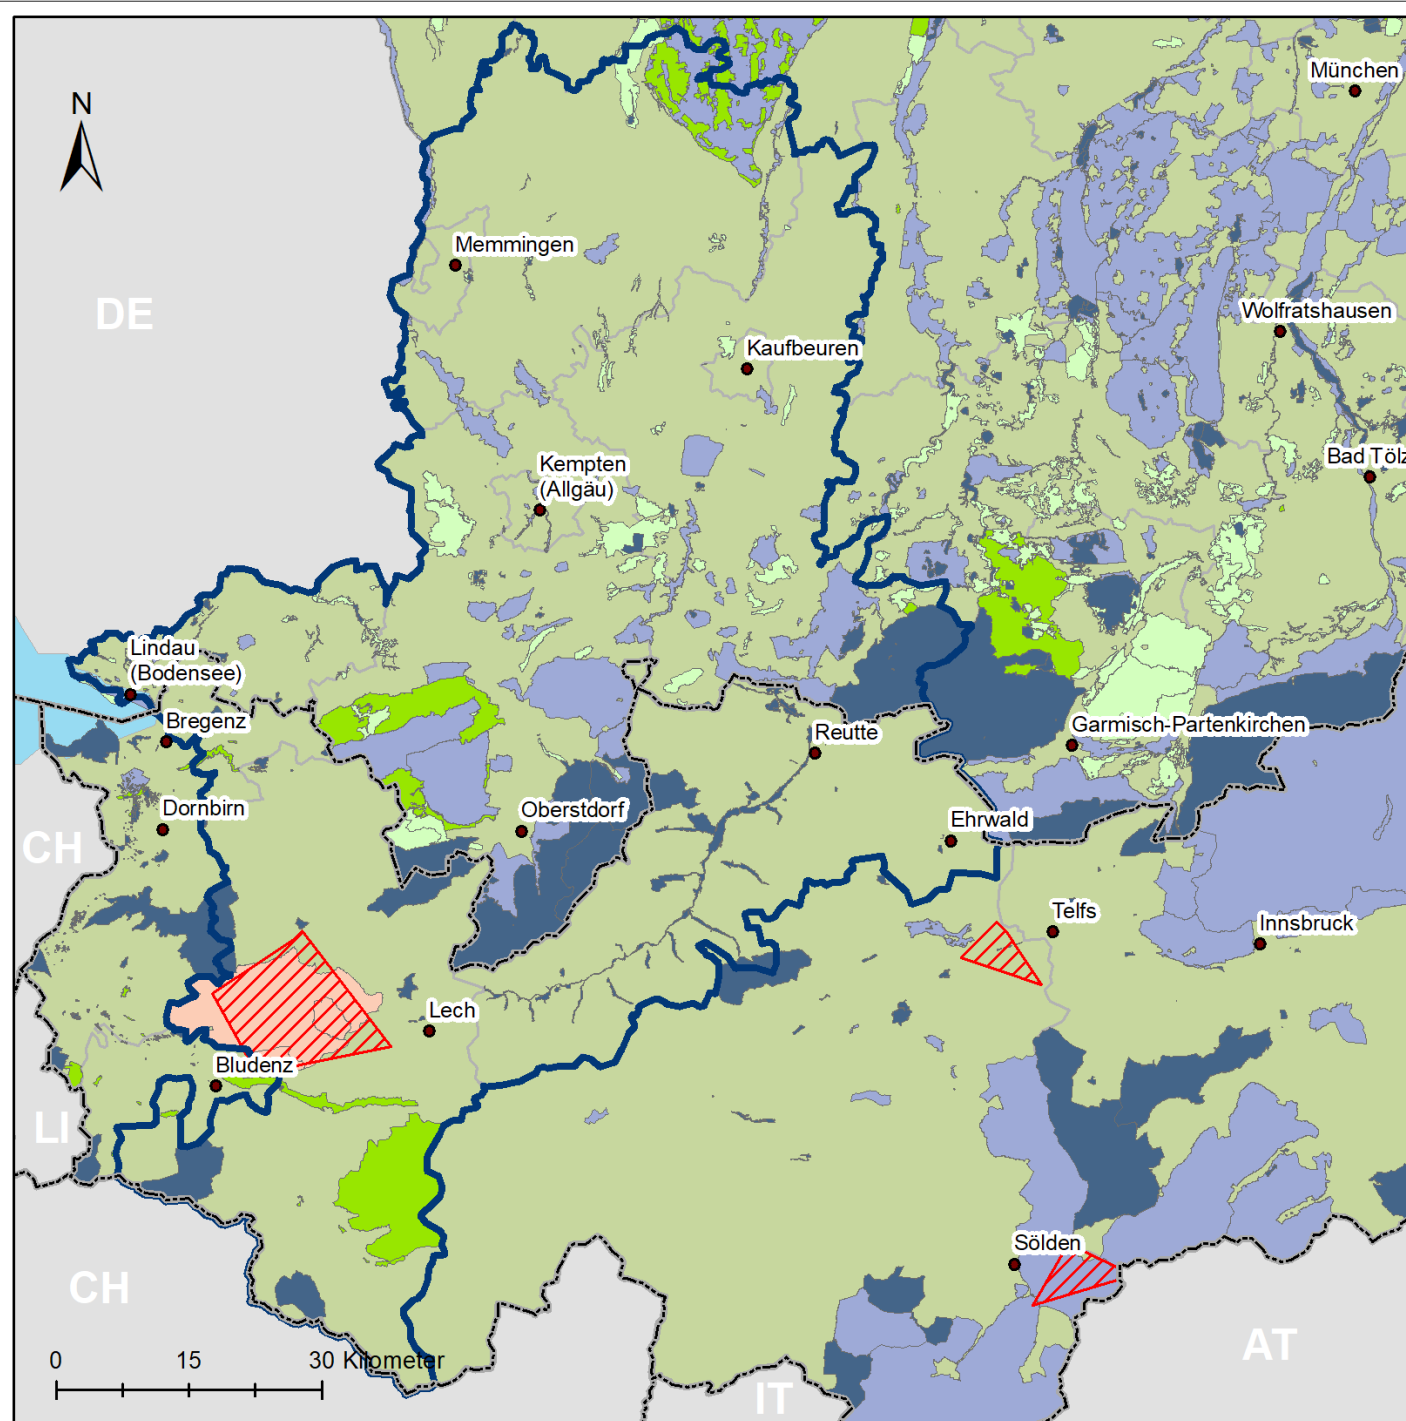 München
N
Memmingen
DE
Wolfratshausen
Kaufbeuren
Bad Tölz
Kempten
(Allgäu)
Lindau
(Bodensee)
Bregenz
Reutte
Garmisch-Partenkirchen
Dornbirn
Oberstdorf
Ehrwald
CH
Telfs
Innsbruck
Lech
Bludenz
LI
Sölden
CH
AT
0 15 30 Kilometer
IT